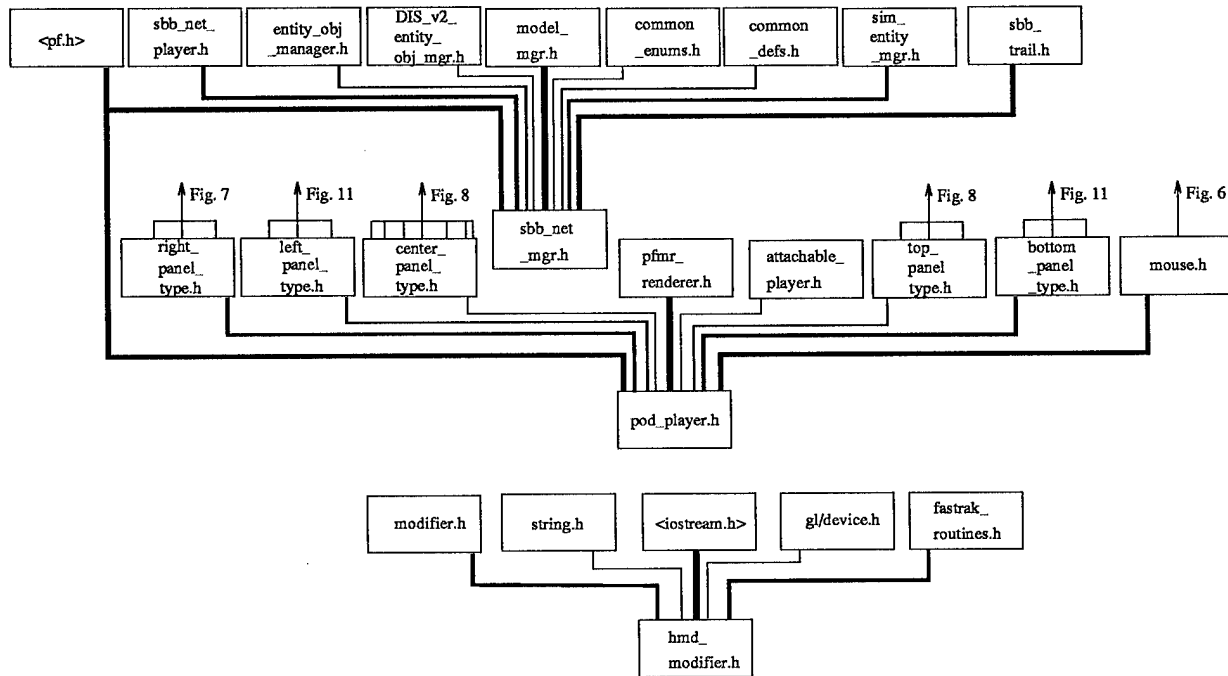 <pf.h>
sbb_net_
player.h
entity_obj
_manager.h
DIS_v2_
entity_
obj_mgr.h
model_
mgr.h
common
_enums.h
common
_defs.h
sim_
entity
_mgr.h
sbb_
trail.h
Fig. 7
Fig. 11
Fig. 8
Fig. 8
Fig. 11
Fig. 6
right_
panel_
type.h
left_
panel_
type.h
center_
panel_
type.h
sbb_net
_mgr.h
pfmr_
renderer.h
attachable_
player.h
top_
panel
type.h
bottom
_panel
_type.h
mouse.h
pod_player.h
modifier.h
string.h
<iostream.h>
gl/device.h
fastrak_
routines.h
hmd_
modifier.h